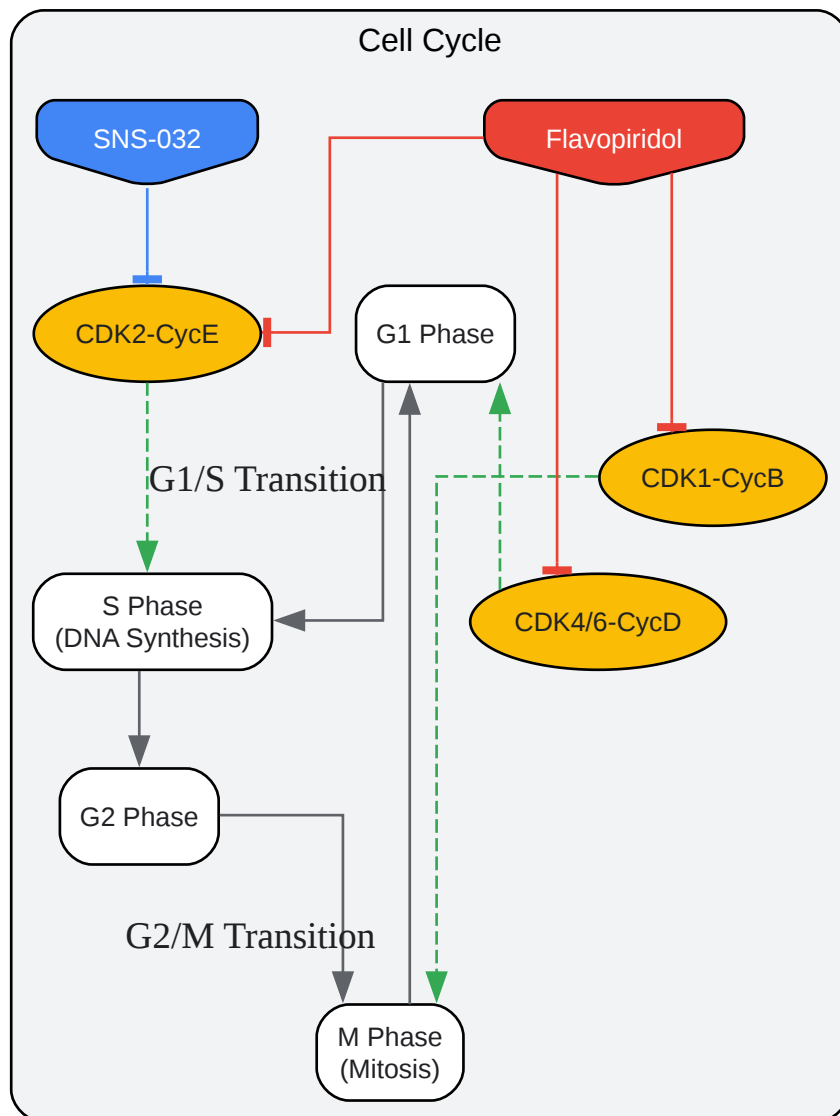 Cell Cycle
SNS-032
Flavopiridol
CDK2-CycE
G1 Phase
G1/S Transition
CDK1-CycB
S Phase
(DNA Synthesis)
CDK4/6-CycD
G2 Phase
G2/M Transition
M Phase
(Mitosis)